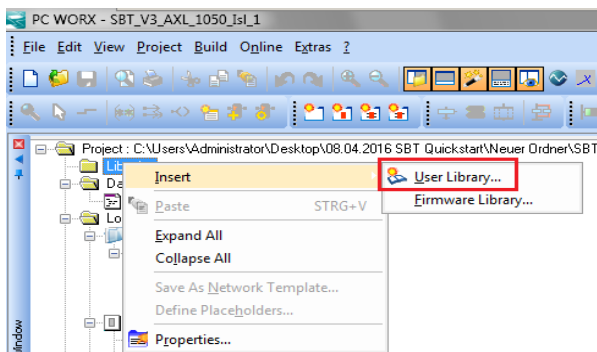 PC WORX - SBT_V3_AXL_1050_Isl_1
File Edit View Project Build Online Extras ?
Project : C:\Users\Administrator\Desktop\08.04.2016 SBT Quickstart\Neuer Ordner\SBT
Insert
User Library...
Da
Paste STRG+V
Firmware Library...
Lo
Expand All
Collapse All
Save As Network Template...
Define Placeholders...
Properties...